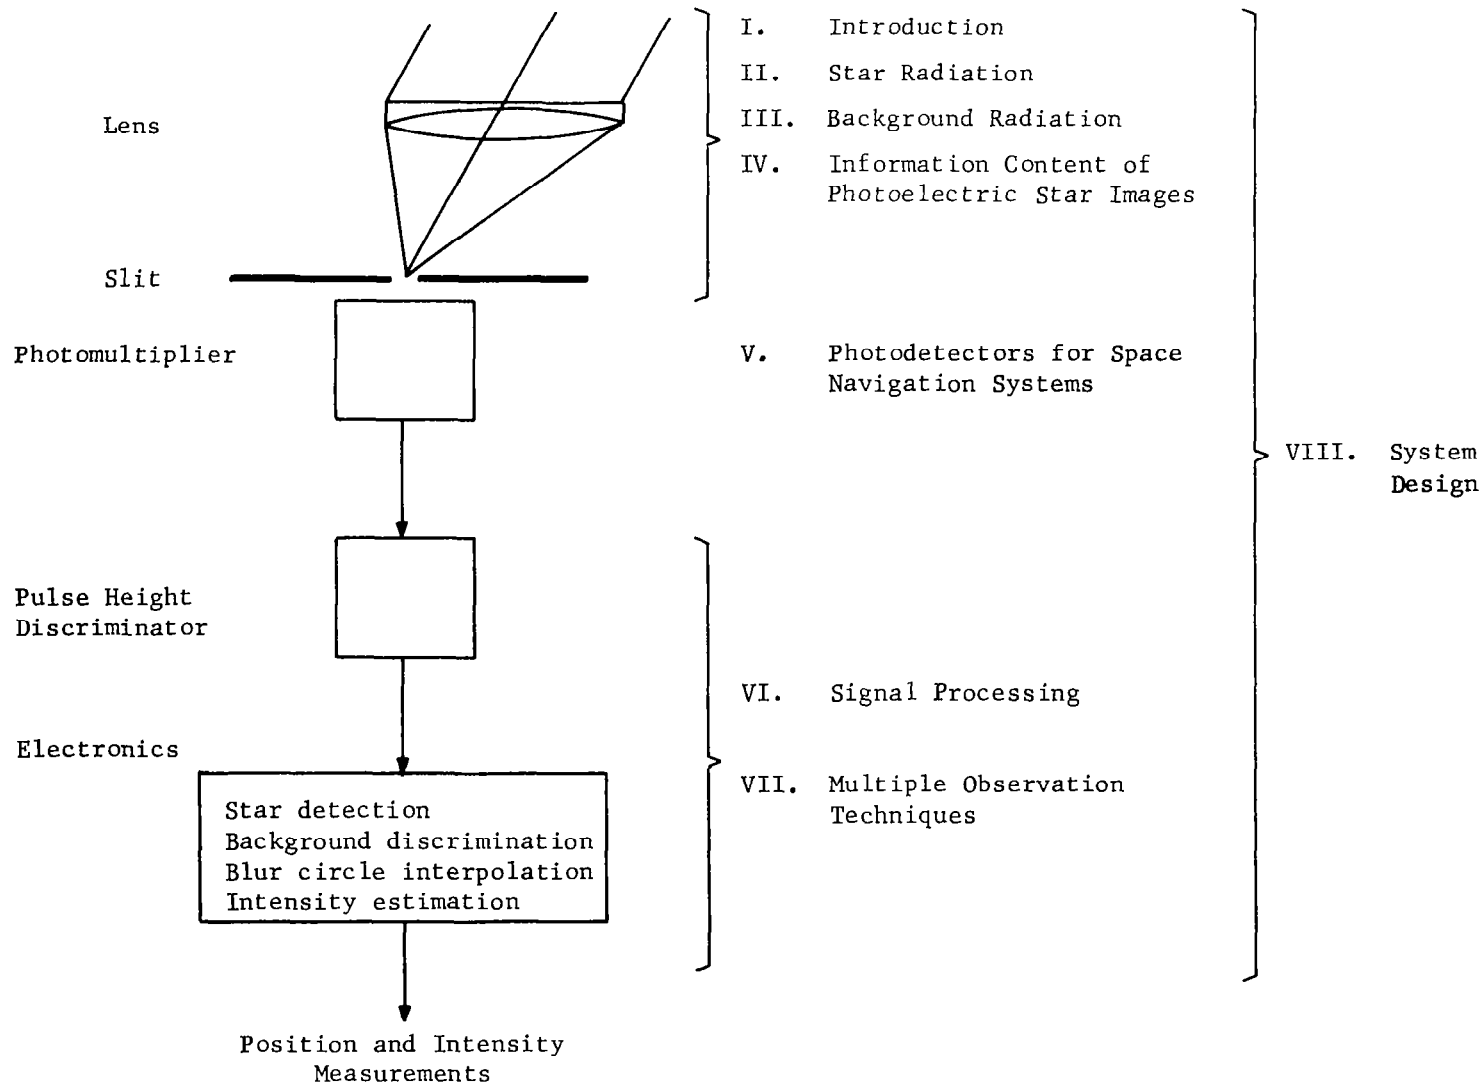 Lens
Slit
Photomultiplier
Pulse Height
Discriminator
Electronics
Star detection
Background discrimination
Blur circle interpolation
Intensity estimation
Position and Intensity
Measurements
I. Introduction
II. Star Radiation
III. Background Radiation
IV. Information Content of
Photoelectric Star Images
V. Photodetectors for Space
Navigation Systems
VI. Signal Processing
VII. Multiple Observation
Techniques
VIII. System
Design